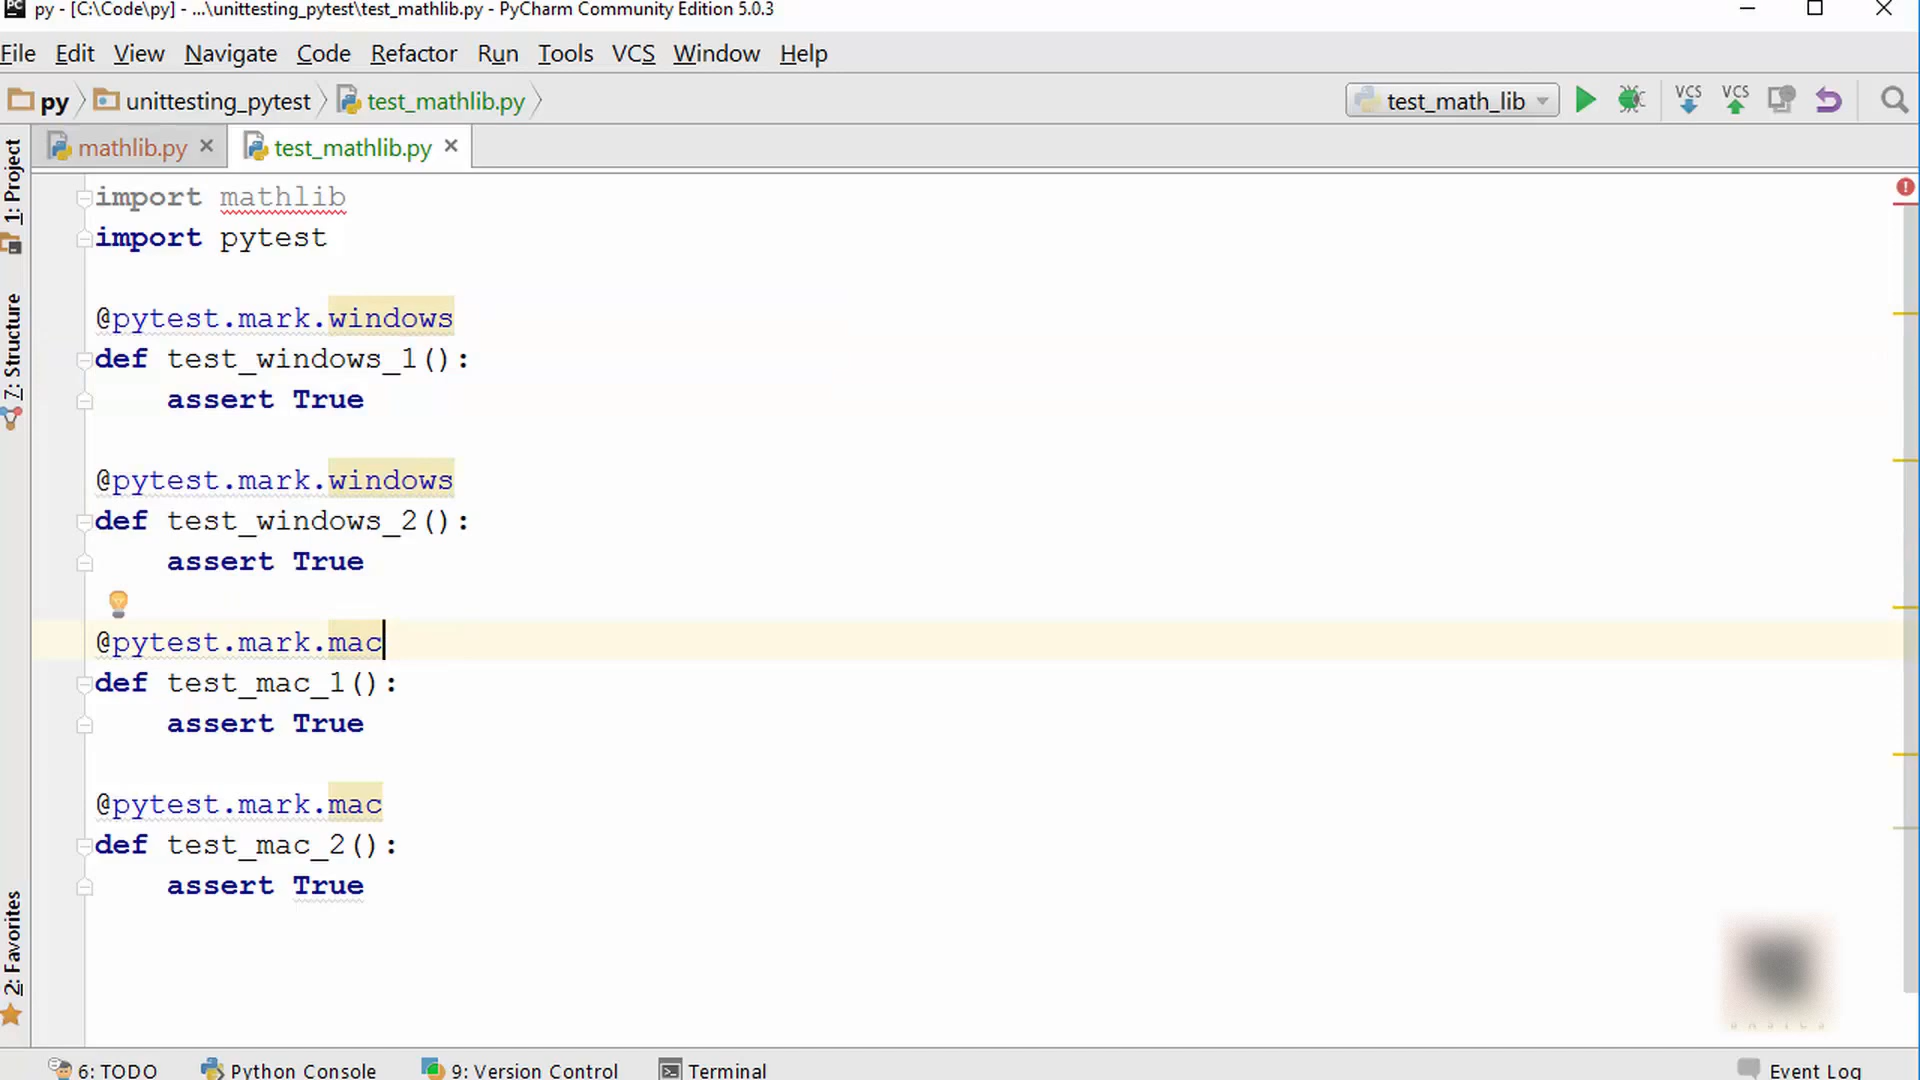 py - [C:\Code\py] - ...\unittesting_pytest\test_mathlib.py - PyCharm Community Edition 5.0.3
File Edit View Navigate Code Refactor Run Tools VCS Window Help
py unittesting_pytest test_mathlib.py test_math_lib VCS VCS
mathlib.py test_mathlib.py
1: Project
7: Structure
2: Favorites
import mathlib
import pytest
@pytest.mark.windows
def test_windows_1():
assert True
@pytest.mark.windows
def test_windows_2():
assert True
@pytest.mark.mac
def test_mac_1():
assert True
@pytest.mark.mac
def test_mac_2():
assert True
6: TODO Python Console 9: Version Control Terminal Event Log